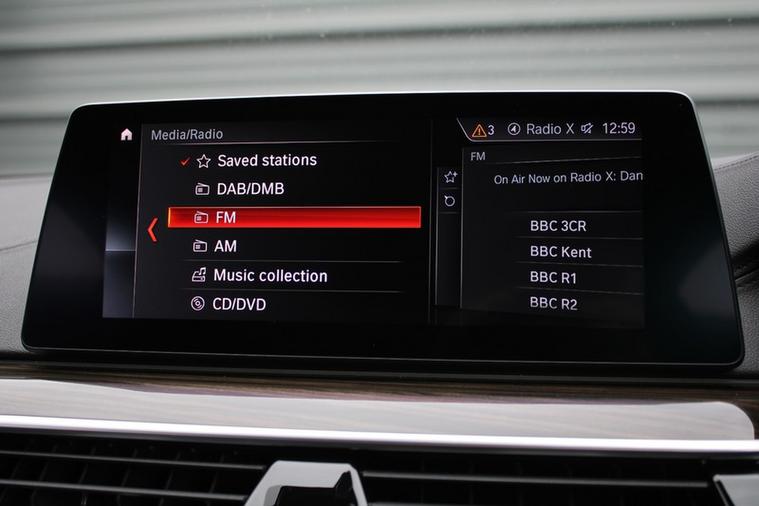 Media/Radio
3 Radio X 12:59
Saved stations
DAB/DMB
FM
AM
Music collection
CD/DVD
FM
On Air Now on Radio X: Dan
BBC 3CR
BBC Kent
BBC R1
BBC R2